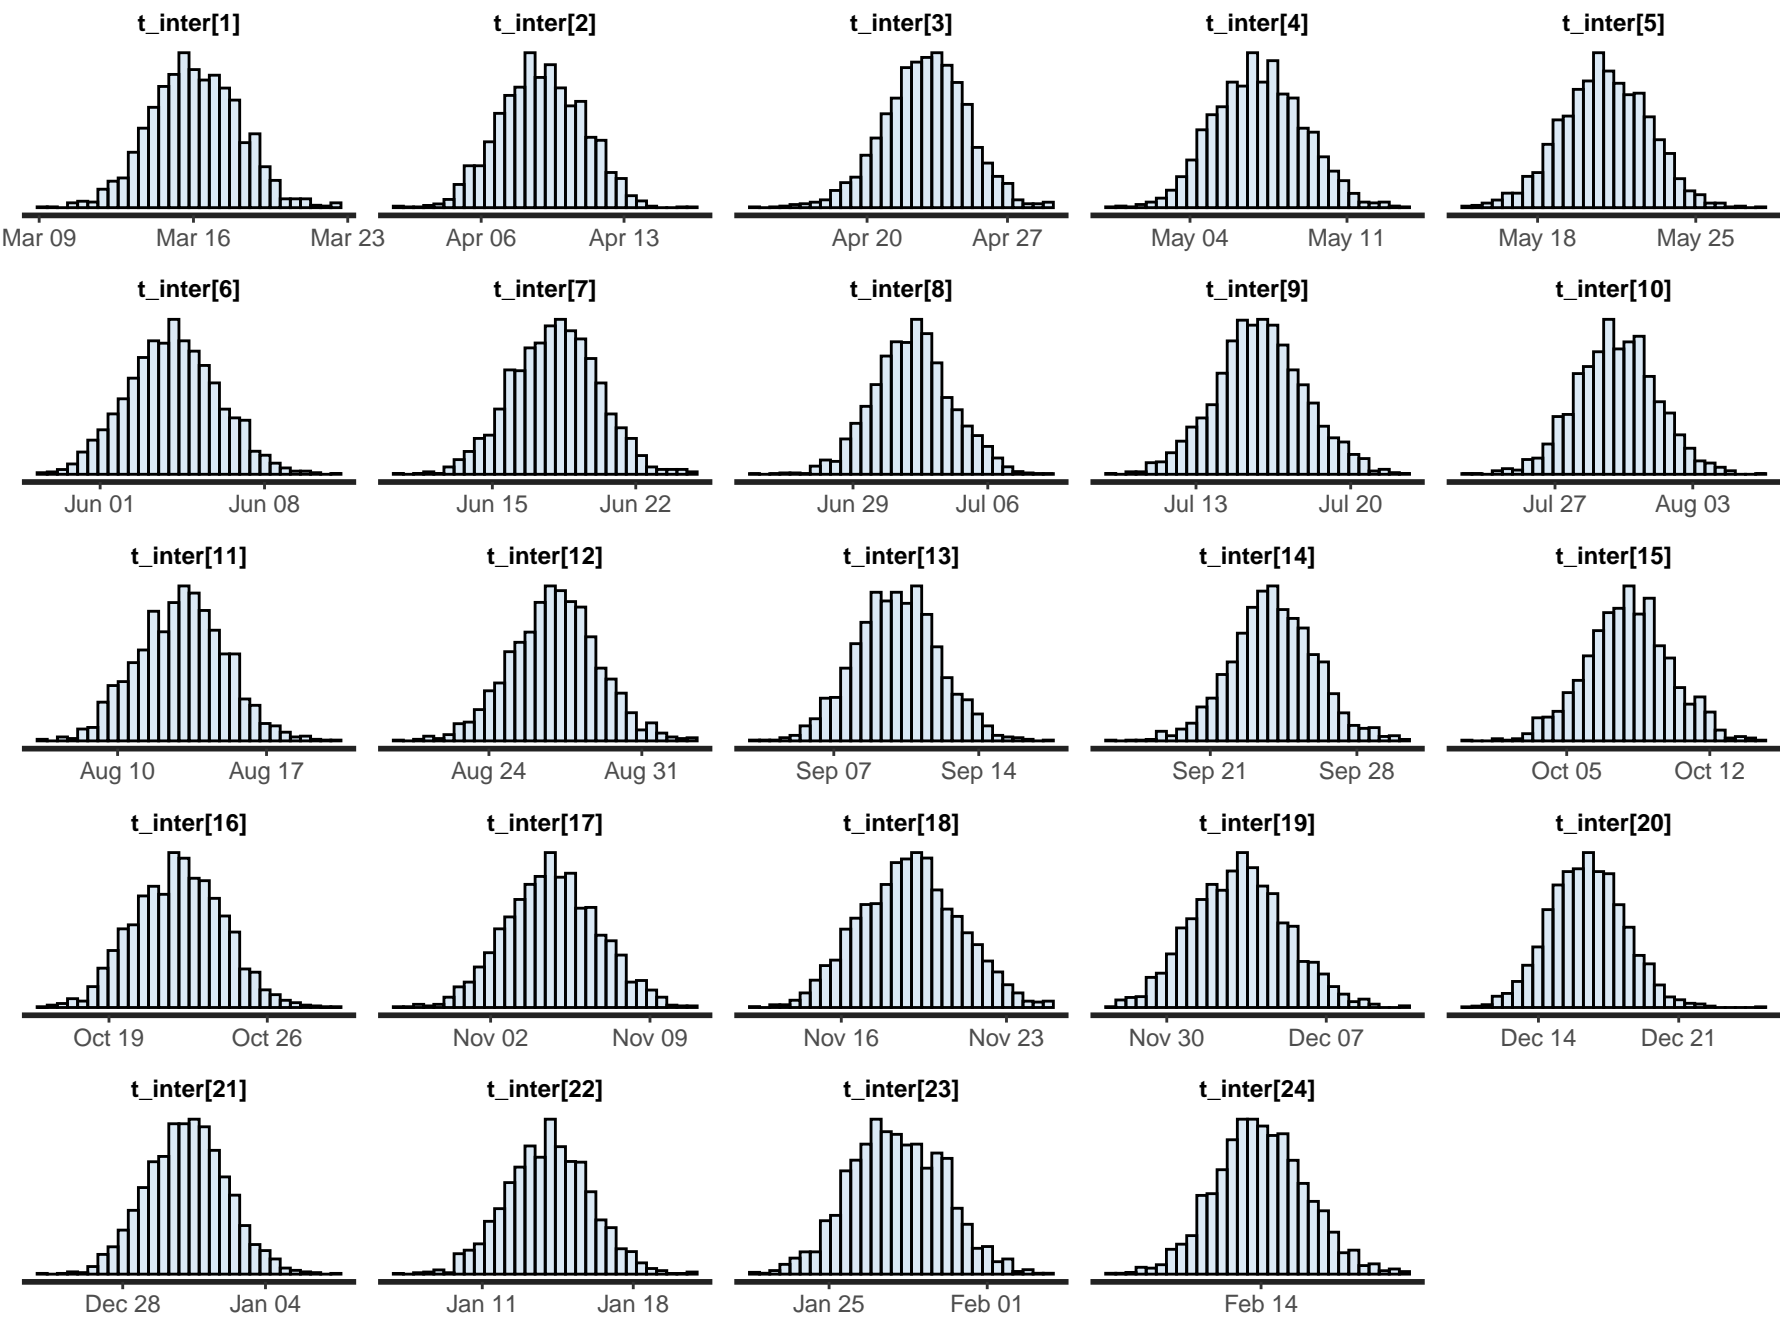 t_inter[1] t_inter[2] t_inter[3] t_inter[4] t_inter[5]
Mar 09 Mar 16 Mar 23 Apr 06 Apr 13 Apr 20 Apr 27 May 04 May 11 May 18 May 25
t_inter[6] t_inter[7] t_inter[8] t_inter[9] t_inter[10]
Jun 01 Jun 08 Jun 15 Jun 22 Jun 29 Jul 06 Jul 13 Jul 20 Jul 27 Aug 03
t_inter[11] t_inter[12] t_inter[13] t_inter[14] t_inter[15]
Aug 10 Aug 17 Aug 24 Aug 31 Sep 07 Sep 14 Sep 21 Sep 28 Oct 05 Oct 12
t_inter[16] t_inter[17] t_inter[18] t_inter[19] t_inter[20]
Oct 19 Oct 26 Nov 02 Nov 09 Nov 16 Nov 23 Nov 30 Dec 07 Dec 14 Dec 21
t_inter[21] t_inter[22] t_inter[23] t_inter[24]
Dec 28 Jan 04 Jan 11 Jan 18 Jan 25 Feb 01 Feb 14